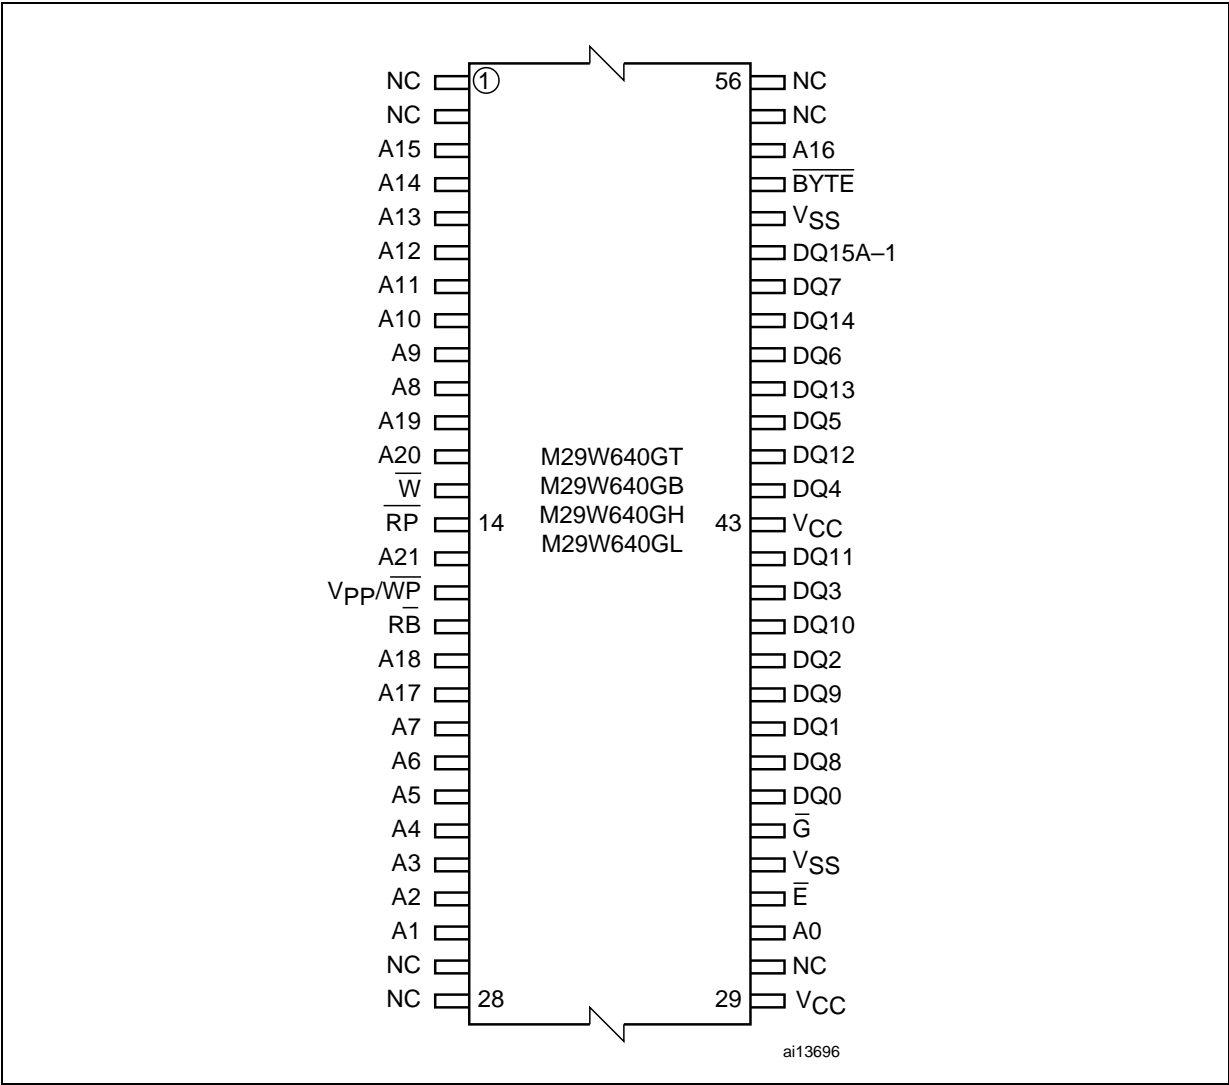 NC ① 56 NC
NC NC
A15 A16
A14 B̅Y̅T̅E̅
A13 VSS
A12 DQ15A–1
A11 DQ7
A10 DQ14
A9 DQ6
A8 DQ13
A19 DQ5
A20 M29W640GT DQ12
W̅ M29W640GB DQ4
R̅P̅ 14 M29W640GH 43 VCC
M29W640GL
A21 DQ11
VPP/W̅P̅ DQ3
RB̅ DQ10
A18 DQ2
A17 DQ9
A7 DQ1
A6 DQ8
A5 DQ0
A4 G̅
A3 VSS
A2 E̅
A1 A0
NC NC
NC 28 29 VCC
ai13696